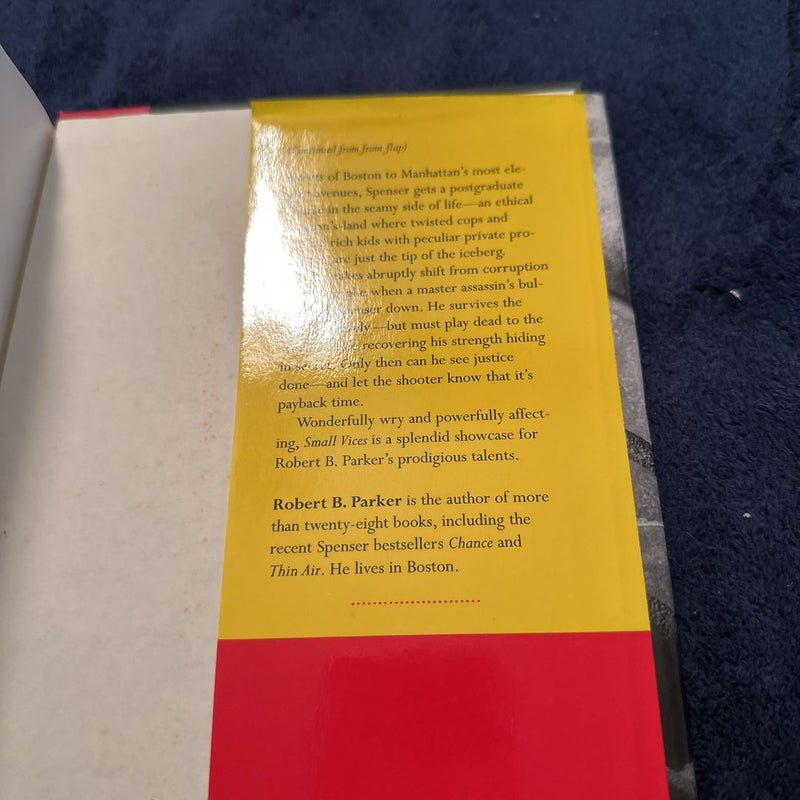 (Continued from front flap)
of Boston to Manhattan's most ele-
avenues, Spenser gets a postgraduate
in the seamy side of life—an ethical
land where twisted cops and
rich kids with peculiar private pro-
are just the tip of the iceberg.
abruptly shift from corruption
when a master assassin's bul-
down. He survives the
—but must play dead to the
recovering his strength hiding
in Only then can he see justice
done—and let the shooter know that it's
payback time.
Wonderfully wry and powerfully affect-
ing, Small Vices is a splendid showcase for
Robert B. Parker's prodigious talents.
Robert B. Parker is the author of more
than twenty-eight books, including the
recent Spenser bestsellers Chance and
Thin Air. He lives in Boston.